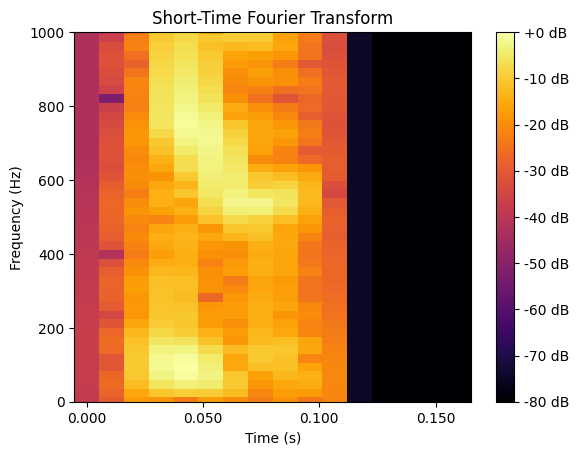 Short-Time Fourier Transform
1000
800
600
400
200
0
Frequency (Hz)
0.000
0.050
0.100
0.150
Time (s)
+0 dB
-10 dB
-20 dB
-30 dB
-40 dB
-50 dB
-60 dB
-70 dB
-80 dB